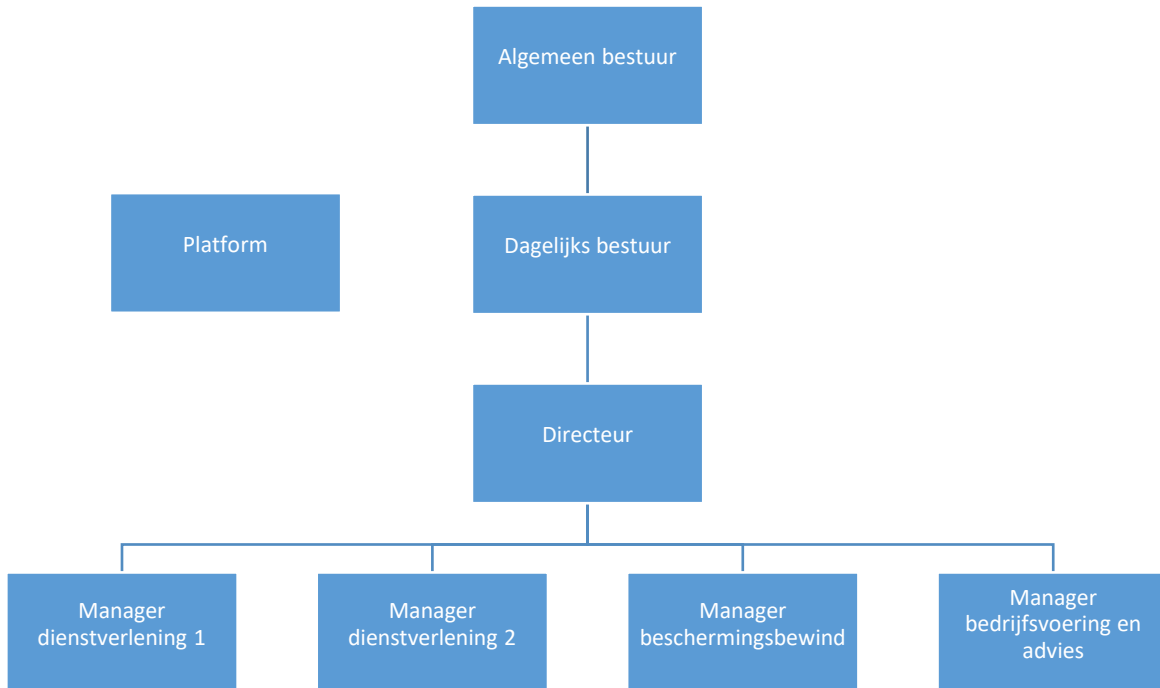 Algemeen bestuur
Platform
Dagelijks bestuur
Directeur
Manager
dienstverlening 1
Manager
dienstverlening 2
Manager
beschermingsbewind
Manager
bedrijfsvoering en
advies